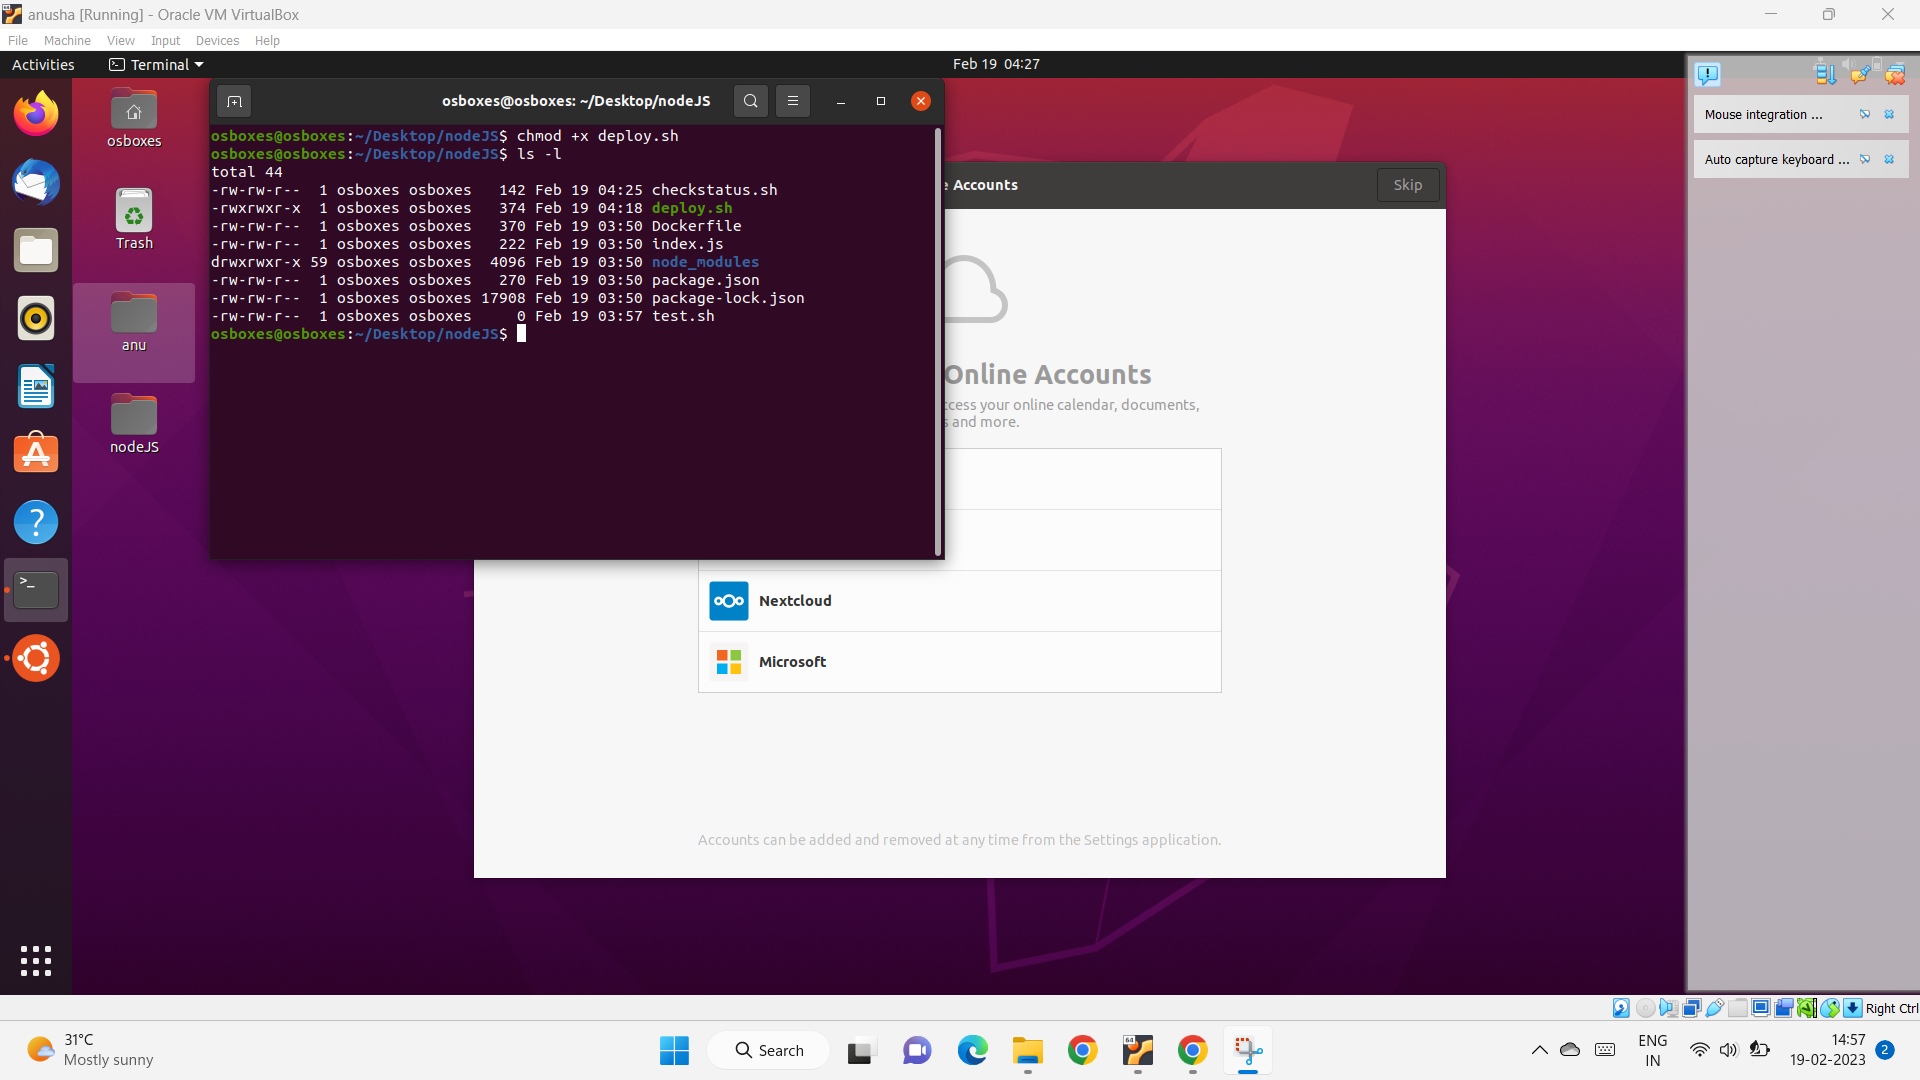 anusha [Running] - Oracle VM VirtualBox
File Machine View Input Devices Help
Activities Terminal Feb 19 04:27
osboxes@osboxes: ~/Desktop/nodeJS
osboxes@osboxes:~/Desktop/nodeJS$ chmod +x deploy.sh
osboxes@osboxes:~/Desktop/nodeJS$ ls -l
total 44
-rw-rw-r-- 1 osboxes osboxes 142 Feb 19 04:25 checkstatus.sh
-rwxrwxr-x 1 osboxes osboxes 374 Feb 19 04:18 deploy.sh
-rw-rw-r-- 1 osboxes osboxes 370 Feb 19 03:50 Dockerfile
-rw-rw-r-- 1 osboxes osboxes 222 Feb 19 03:50 index.js
drwxrwxr-x 59 osboxes osboxes 4096 Feb 19 03:50 node_modules
-rw-rw-r-- 1 osboxes osboxes 270 Feb 19 03:50 package.json
-rw-rw-r-- 1 osboxes osboxes 17908 Feb 19 03:50 package-lock.json
-rw-rw-r-- 1 osboxes osboxes 0 Feb 19 03:57 test.sh
osboxes@osboxes:~/Desktop/nodeJS$
osboxes
Trash
anu
nodeJS
Accounts
Skip
Online Accounts
cess your online calendar, documents,
s and more.
Nextcloud
Microsoft
Accounts can be added and removed at any time from the Settings application.
Mouse integration ...
Auto capture keyboard ...
Right Ctrl
31°C
Mostly sunny
Search
64
ENG
IN
14:57
19-02-2023
2